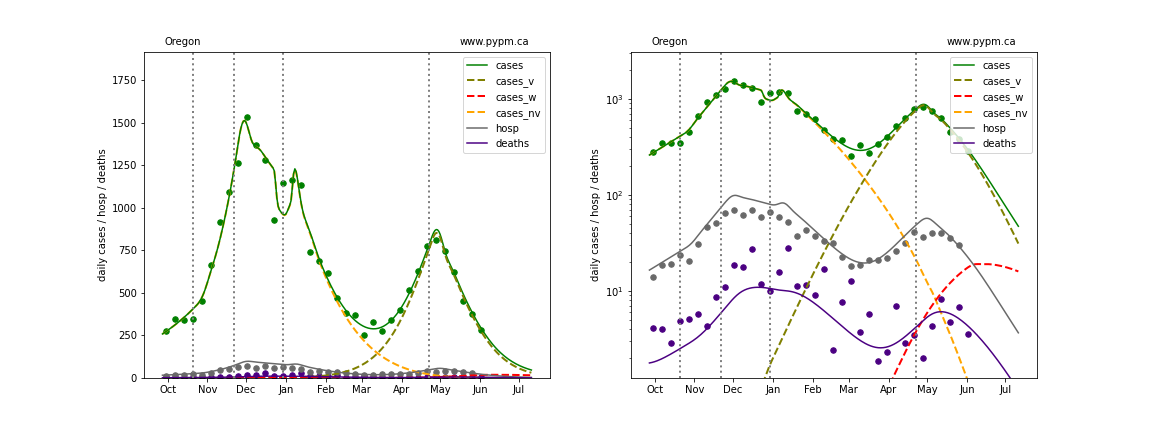 Oregon
www.pypm.ca
1750
1500
1250
1000
750
500
250
0
daily cases / hosp / deaths
cases
cases_v
cases_w
cases_nv
hosp
deaths
Oct Nov Dec Jan Feb Mar Apr May Jun Jul
Oregon
www.pypm.ca
10³
10²
10¹
daily cases / hosp / deaths
cases
cases_v
cases_w
cases_nv
hosp
deaths
Oct Nov Dec Jan Feb Mar Apr May Jun Jul